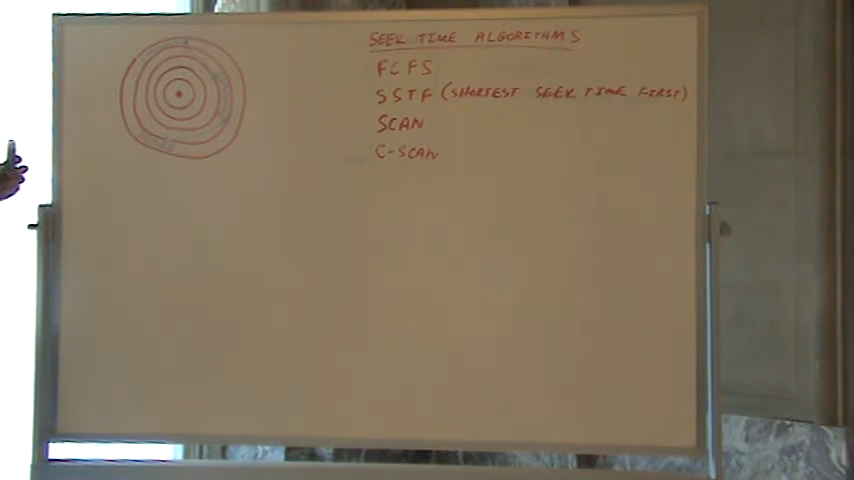 SEEK TIME ALGORITHMS
FCFS
SSTF (SHORTEST SEEK TIME FIRST)
SCAN
C-SCAN